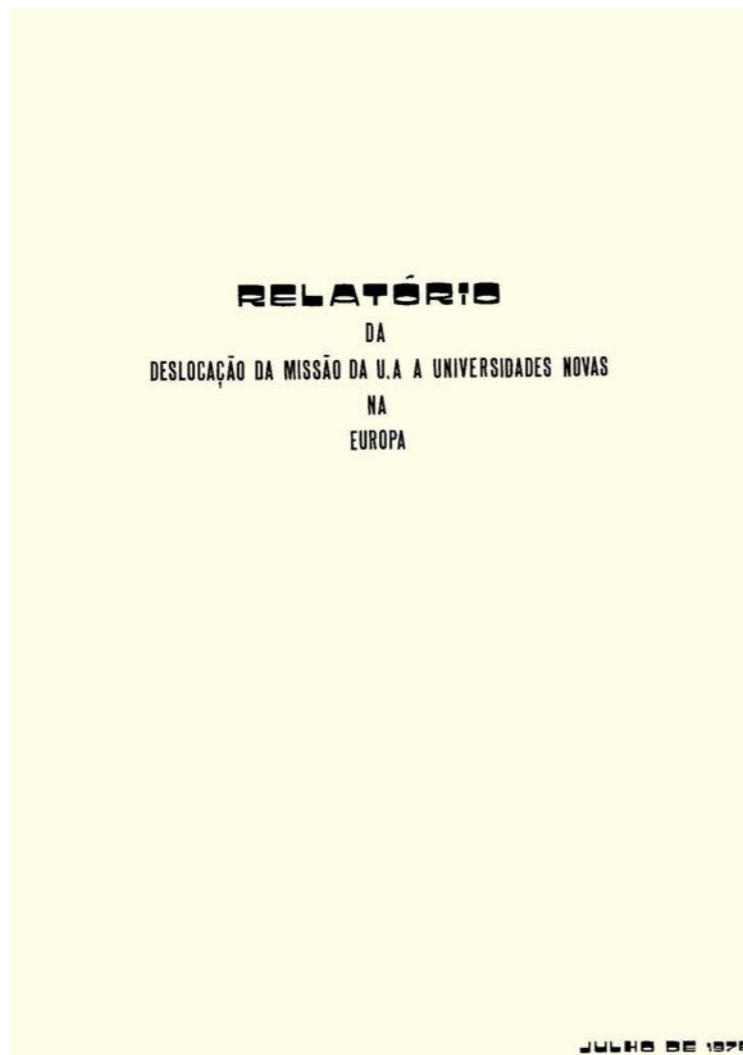 RELATÓRIO
DA
DESLOCAÇÃO DA MISSÃO DA U.A A UNIVERSIDADES NOVAS
NA
EUROPA
JULHO DE